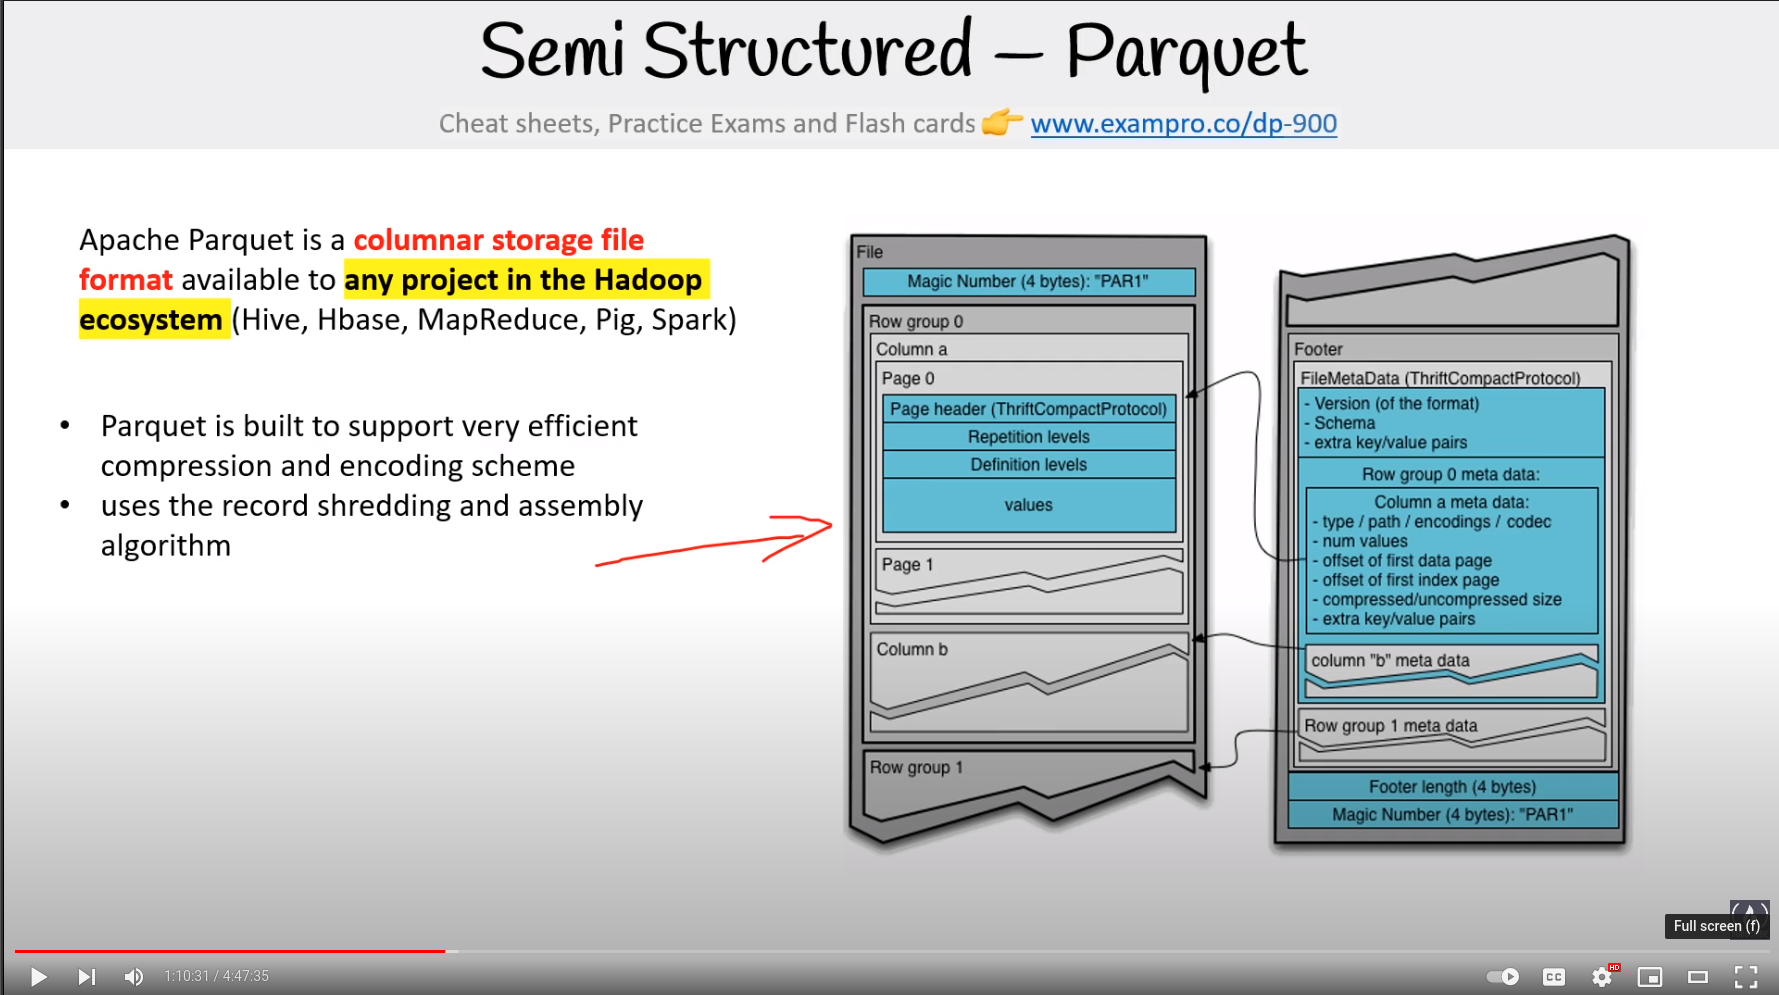 Semi Structured – Parquet
Cheat sheets, Practice Exams and Flash cards 👉 www.exampro.co/dp-900
Apache Parquet is a columnar storage file
format available to any project in the Hadoop
ecosystem (Hive, Hbase, MapReduce, Pig, Spark)
• Parquet is built to support very efficient
compression and encoding scheme
• uses the record shredding and assembly
algorithm
File
Magic Number (4 bytes): "PAR1"
Row group 0
Column a
Page 0
Page header (ThriftCompactProtocol)
Repetition levels
Definition levels
values
Page 1
Column b
Row group 1
Footer
FileMetaData (ThriftCompactProtocol)
- Version (of the format)
- Schema
- extra key/value pairs
Row group 0 meta data:
Column a meta data:
- type / path / encodings / codec
- num values
- offset of first data page
- offset of first index page
- compressed/uncompressed size
- extra key/value pairs
column "b" meta data
Row group 1 meta data
Footer length (4 bytes)
Magic Number (4 bytes): "PAR1"
Full screen (f)
1:10:31 / 4:47:35
CC
HD